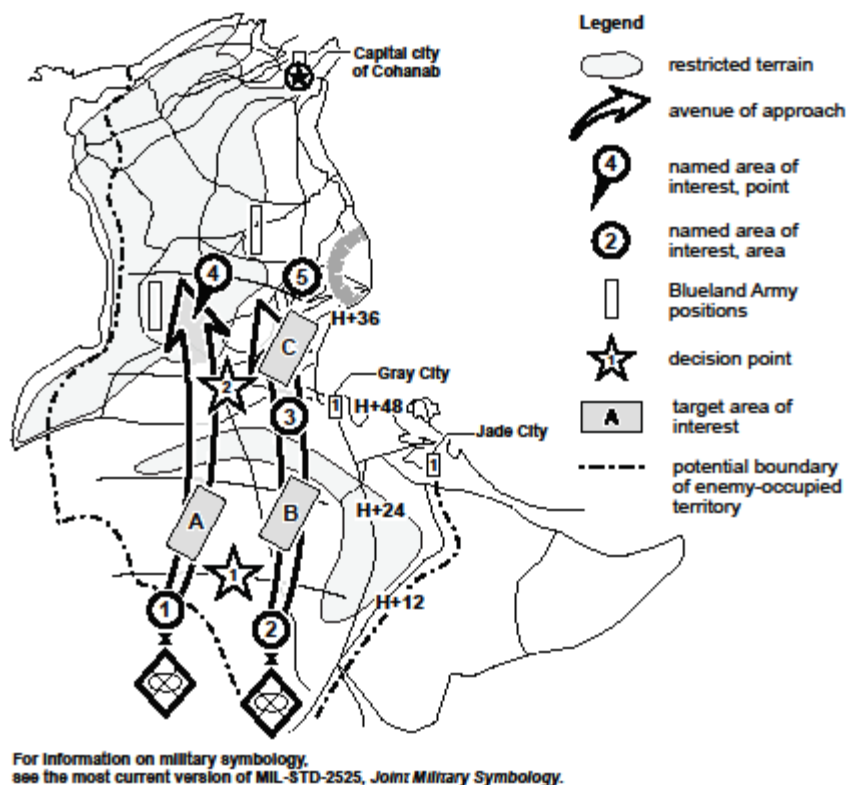 Legend
Capital city
of Cohanab
restricted terrain
avenue of approach
4
named area of
interest, point
2
named area of
interest, area
Blueland Army
positions
1
decision point
A
target area of
interest
potential boundary
of enemy-occupied
territory
4
5
H+36
C
2
Gray City
1
H+48
3
Jade City
1
A
B
H+24
1
H+12
1
2
For information on military symbology,
see the most current version of MIL-STD-2525, Joint Military Symbology.